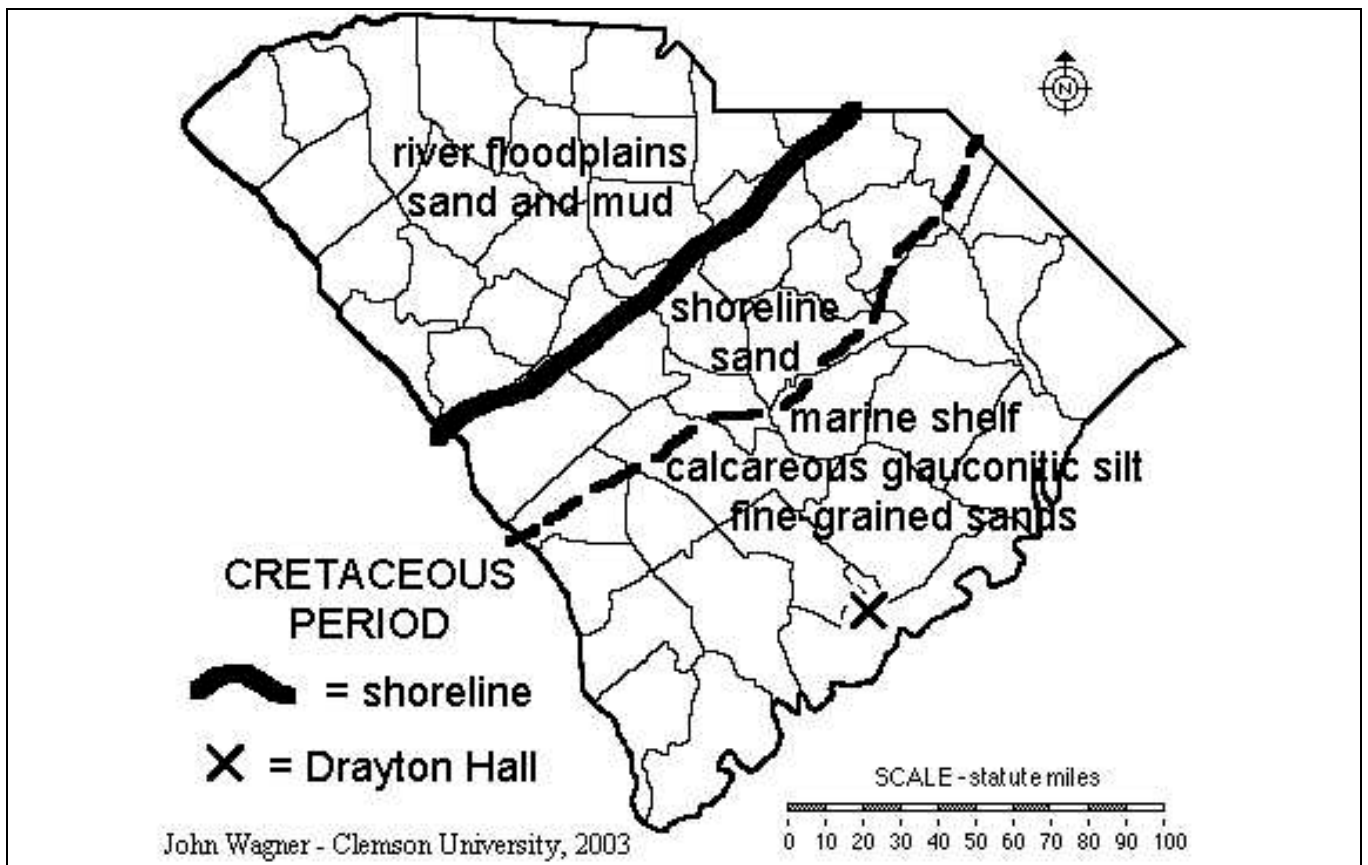 N
river floodplains
sand and mud
shoreline
sand
marine shelf
calcareous glauconitic silt
fine-grained sands
CRETACEOUS
PERIOD
= shoreline
= Drayton Hall
SCALE - statute miles
0 10 20 30 40 50 60 70 80 90 100
John Wagner - Clemson University, 2003